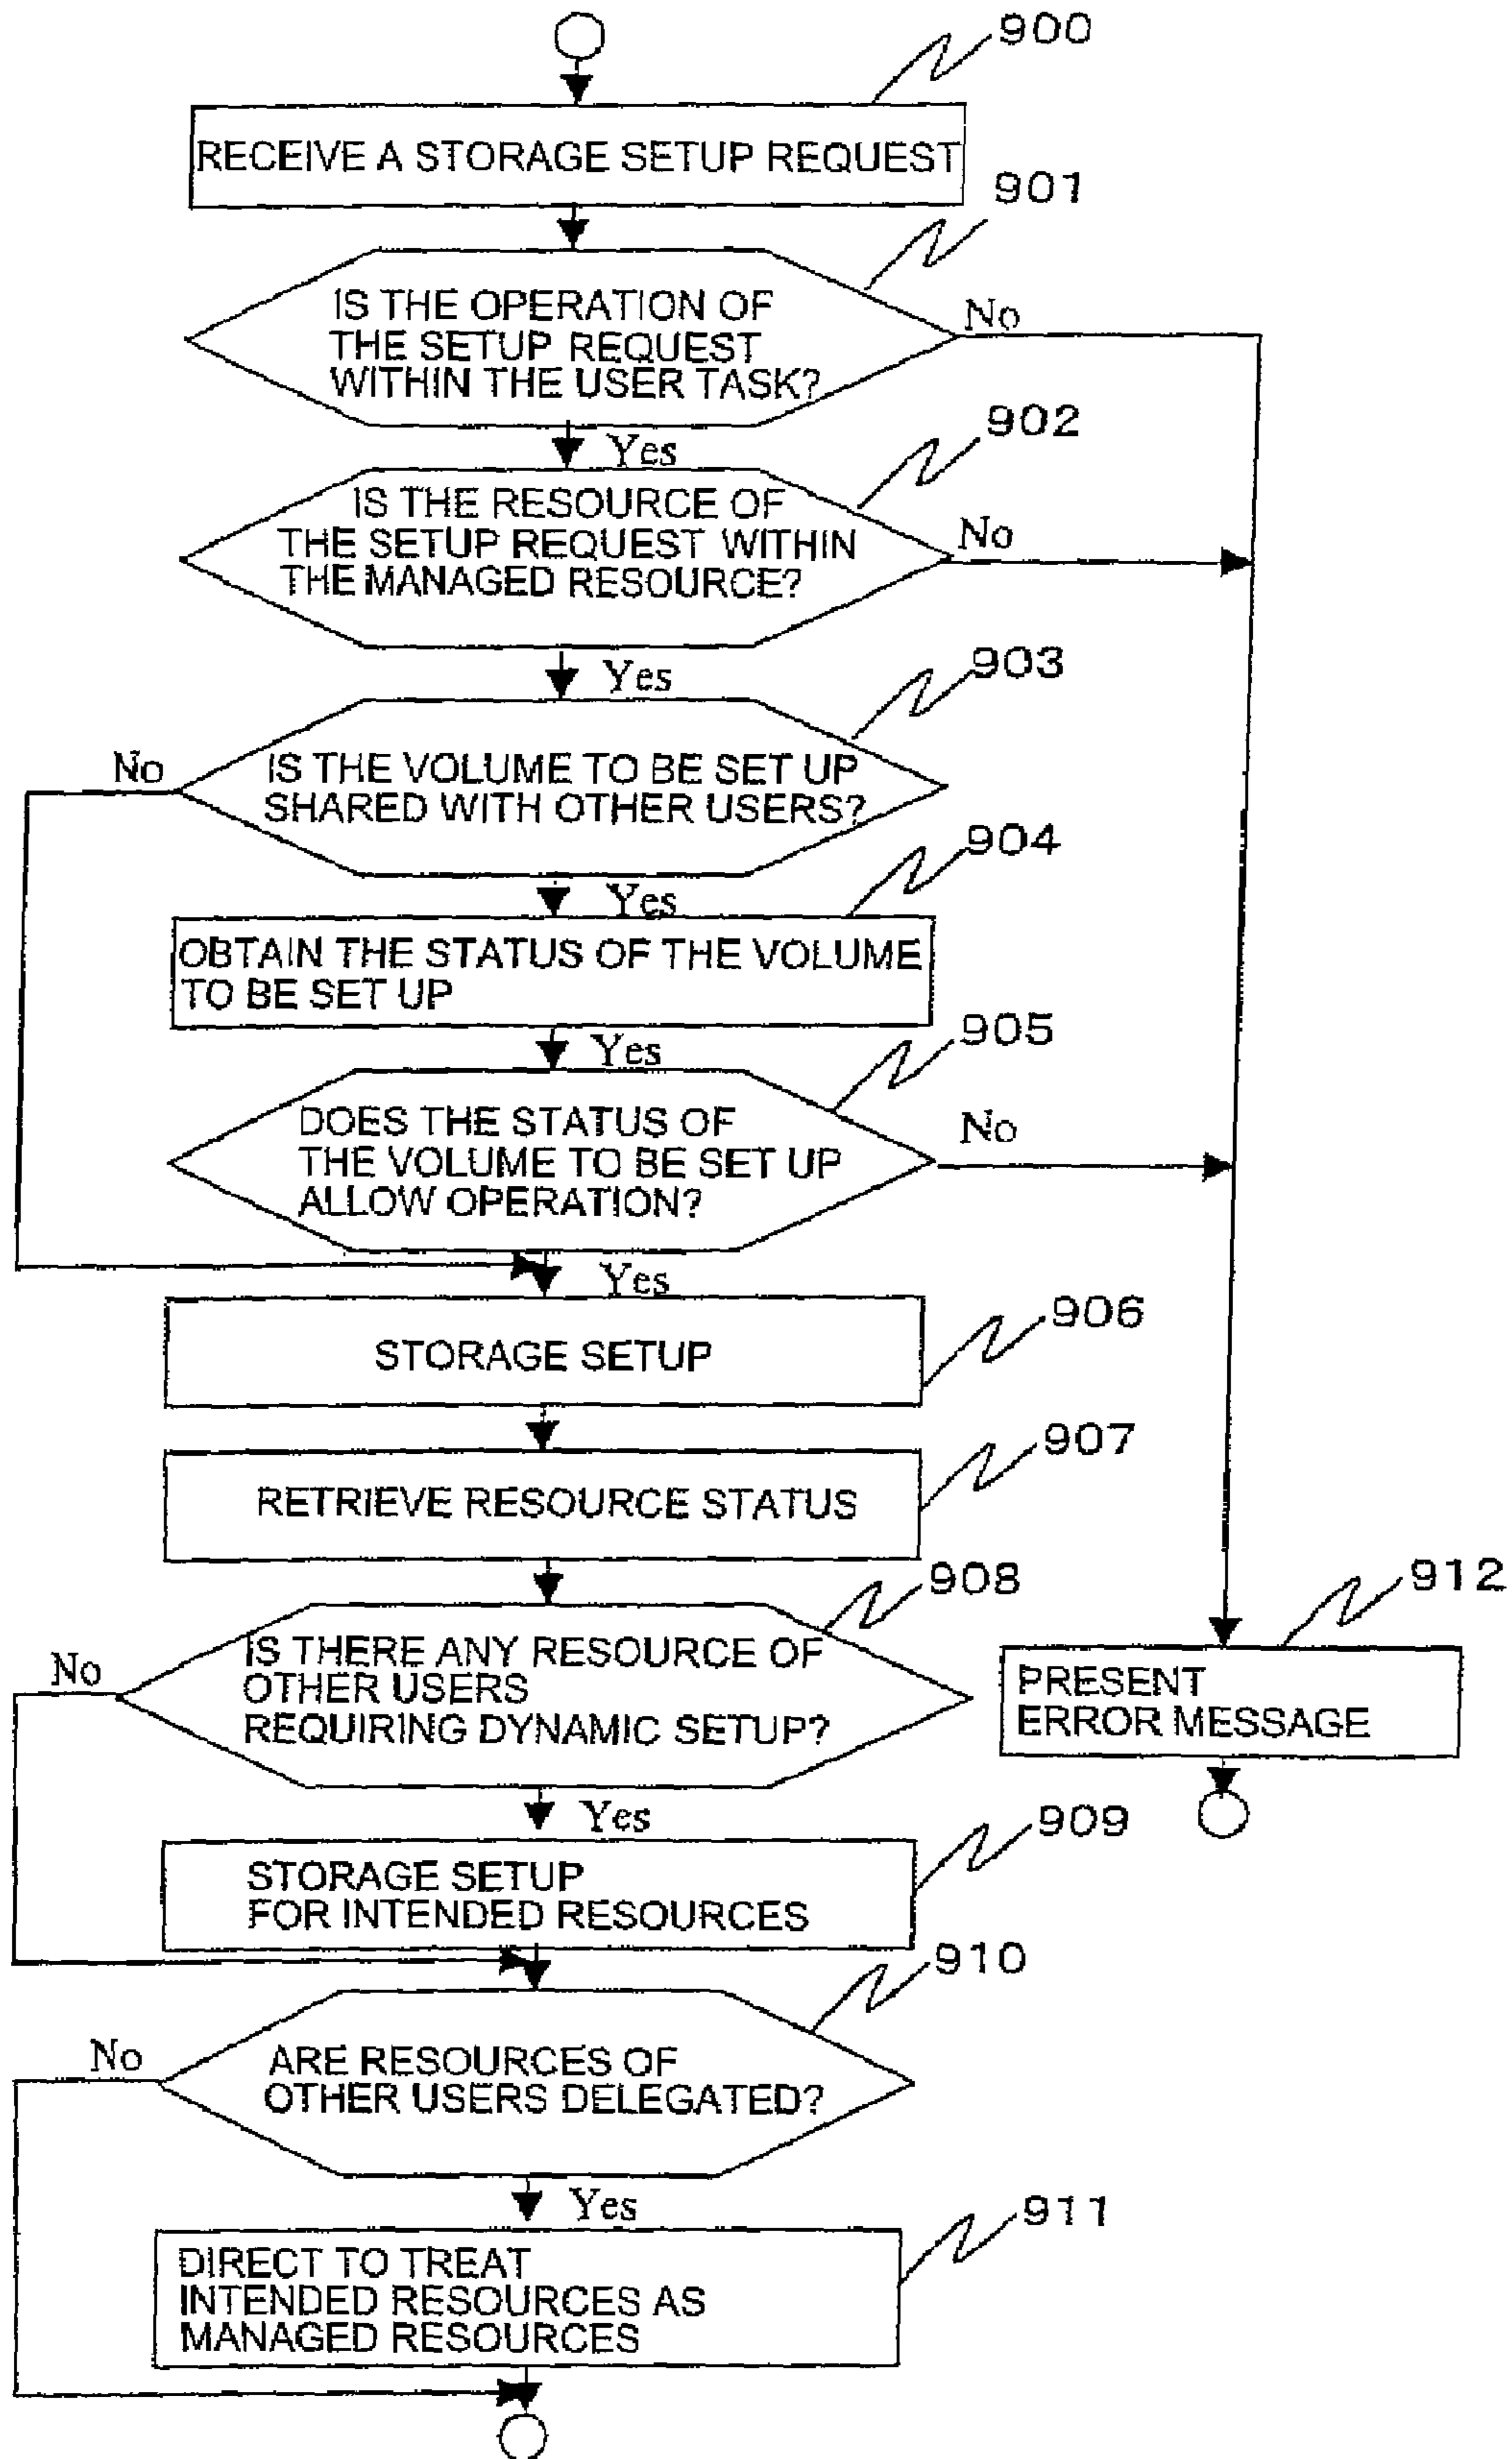 900
RECEIVE A STORAGE SETUP REQUEST
901
IS THE OPERATION OF
THE SETUP REQUEST
WITHIN THE USER TASK?
No
Yes
902
IS THE RESOURCE OF
THE SETUP REQUEST WITHIN
THE MANAGED RESOURCE?
No
Yes
903
No
IS THE VOLUME TO BE SET UP
SHARED WITH OTHER USERS?
904
Yes
OBTAIN THE STATUS OF THE VOLUME
TO BE SET UP
905
Yes
DOES THE STATUS OF
THE VOLUME TO BE SET UP
ALLOW OPERATION?
No
Yes
906
STORAGE SETUP
907
RETRIEVE RESOURCE STATUS
908
IS THERE ANY RESOURCE OF
OTHER USERS
REQUIRING DYNAMIC SETUP?
No
912
PRESENT
ERROR MESSAGE
Yes
909
STORAGE SETUP
FOR INTENDED RESOURCES
910
No
ARE RESOURCES OF
OTHER USERS DELEGATED?
Yes
911
DIRECT TO TREAT
INTENDED RESOURCES AS
MANAGED RESOURCES